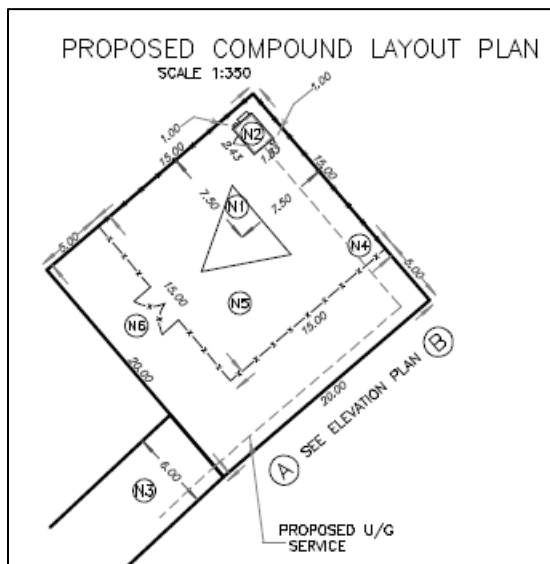 PROPOSED COMPOUND LAYOUT PLAN
SCALE 1:350
1.00
1.00
N2
2.43
1.83
15.00
15.00
N1
7.50
7.50
5.00
N4
5.00
15.00
N5
N6
15.00
20.00
20.00
A SEE ELEVATION PLAN B
6.00
N3
PROPOSED U/G
SERVICE